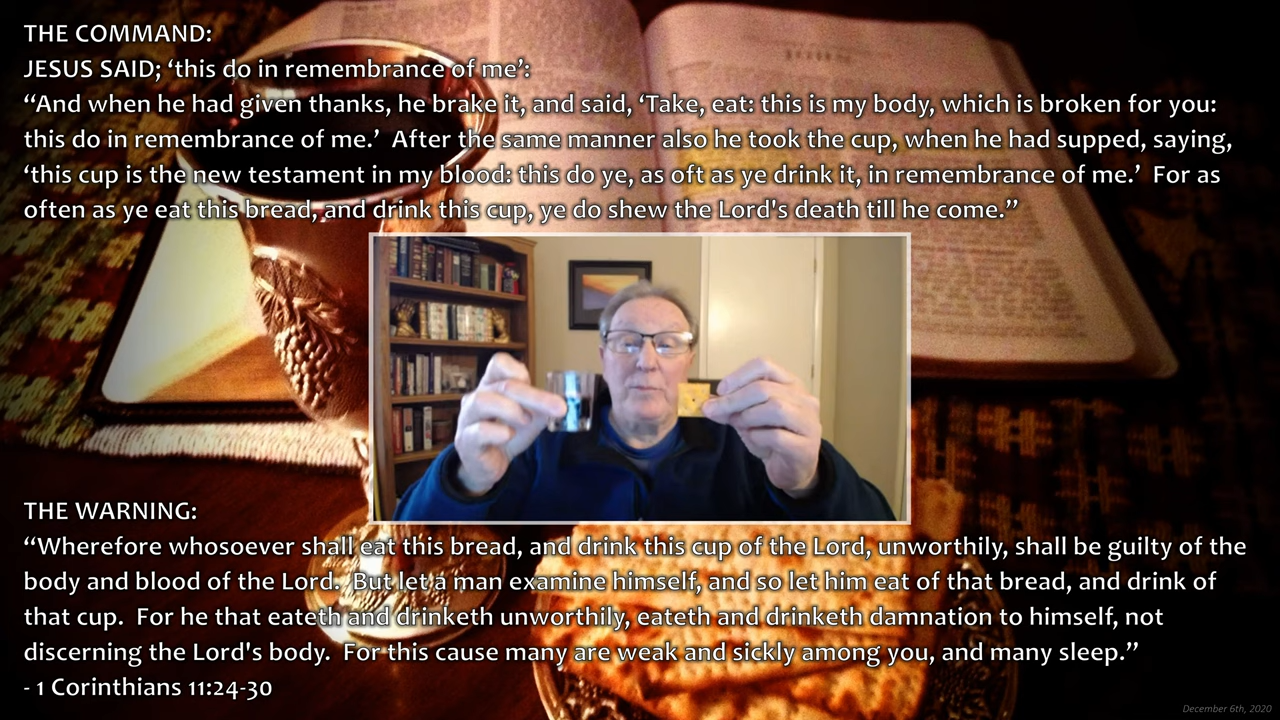 THE COMMAND:
JESUS SAID; ‘this do in remembrance of me’:
“And when he had given thanks, he brake it, and said, ‘Take, eat: this is my body, which is broken for you:
this do in remembrance of me.’  After the same manner also he took the cup, when he had supped, saying,
‘this cup is the new testament in my blood: this do ye, as oft as ye drink it, in remembrance of me.’  For as
often as ye eat this bread, and drink this cup, ye do shew the Lord's death till he come.”
THE WARNING:
“Wherefore whosoever shall eat this bread, and drink this cup of the Lord, unworthily, shall be guilty of the
body and blood of the Lord.  But let a man examine himself, and so let him eat of that bread, and drink of
that cup.  For he that eateth and drinketh unworthily, eateth and drinketh damnation to himself, not
discerning the Lord's body.  For this cause many are weak and sickly among you, and many sleep.”
- 1 Corinthians 11:24-30
December 6th, 2020